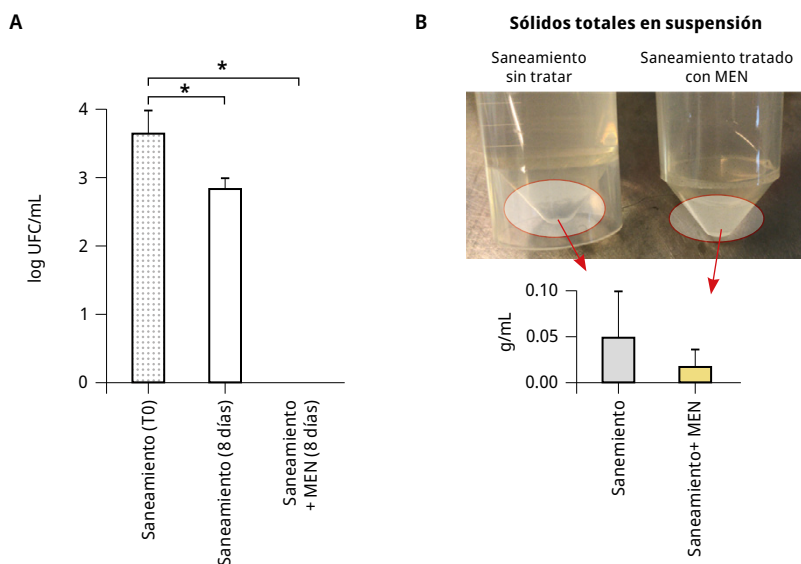 A
*
*
4
3
2
1
0
log UFC/mL
Saneamiento (T0)
Saneamiento (8 días)
Saneamiento
+ MEN (8 días)
B
Sólidos totales en suspensión
Saneamiento
sin tratar
Saneamiento tratado
con MEN
0.10
0.05
0.00
g/mL
Sanemiento
Saneamiento+ MEN